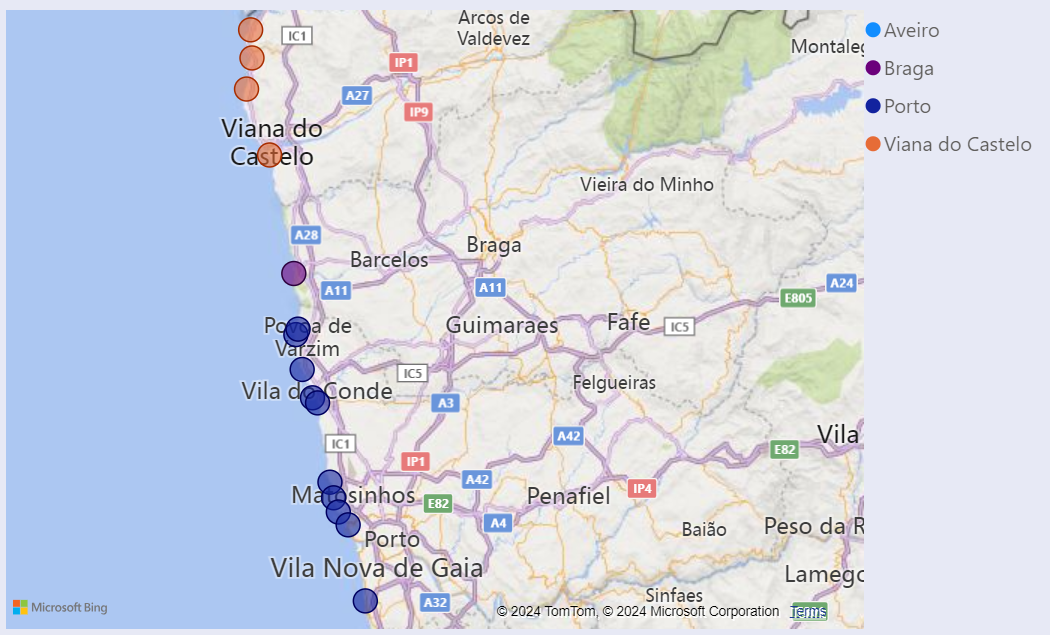 Arcos de
Valdevez
IC1
Montaleg
IP1
A27
IP9
Viana do
Castelo
Vieira do Minho
A28
Braga
Barcelos
A24
A11
A11
E805
Povoa de
Varzim
Guimaraes
Fafe
IC5
IC5
Felgueiras
Vila do Conde
A3
Vila
A42
IC1
E82
IP1
A42
IP4
Matosinhos
E82
Penafiel
A4
Baião
Peso da R
Porto
Vila Nova de Gaia
Lamego
Sinfaes
A32
Microsoft Bing
© 2024 TomTom, © 2024 Microsoft Corporation Terms
Aveiro
Braga
Porto
Viana do Castelo